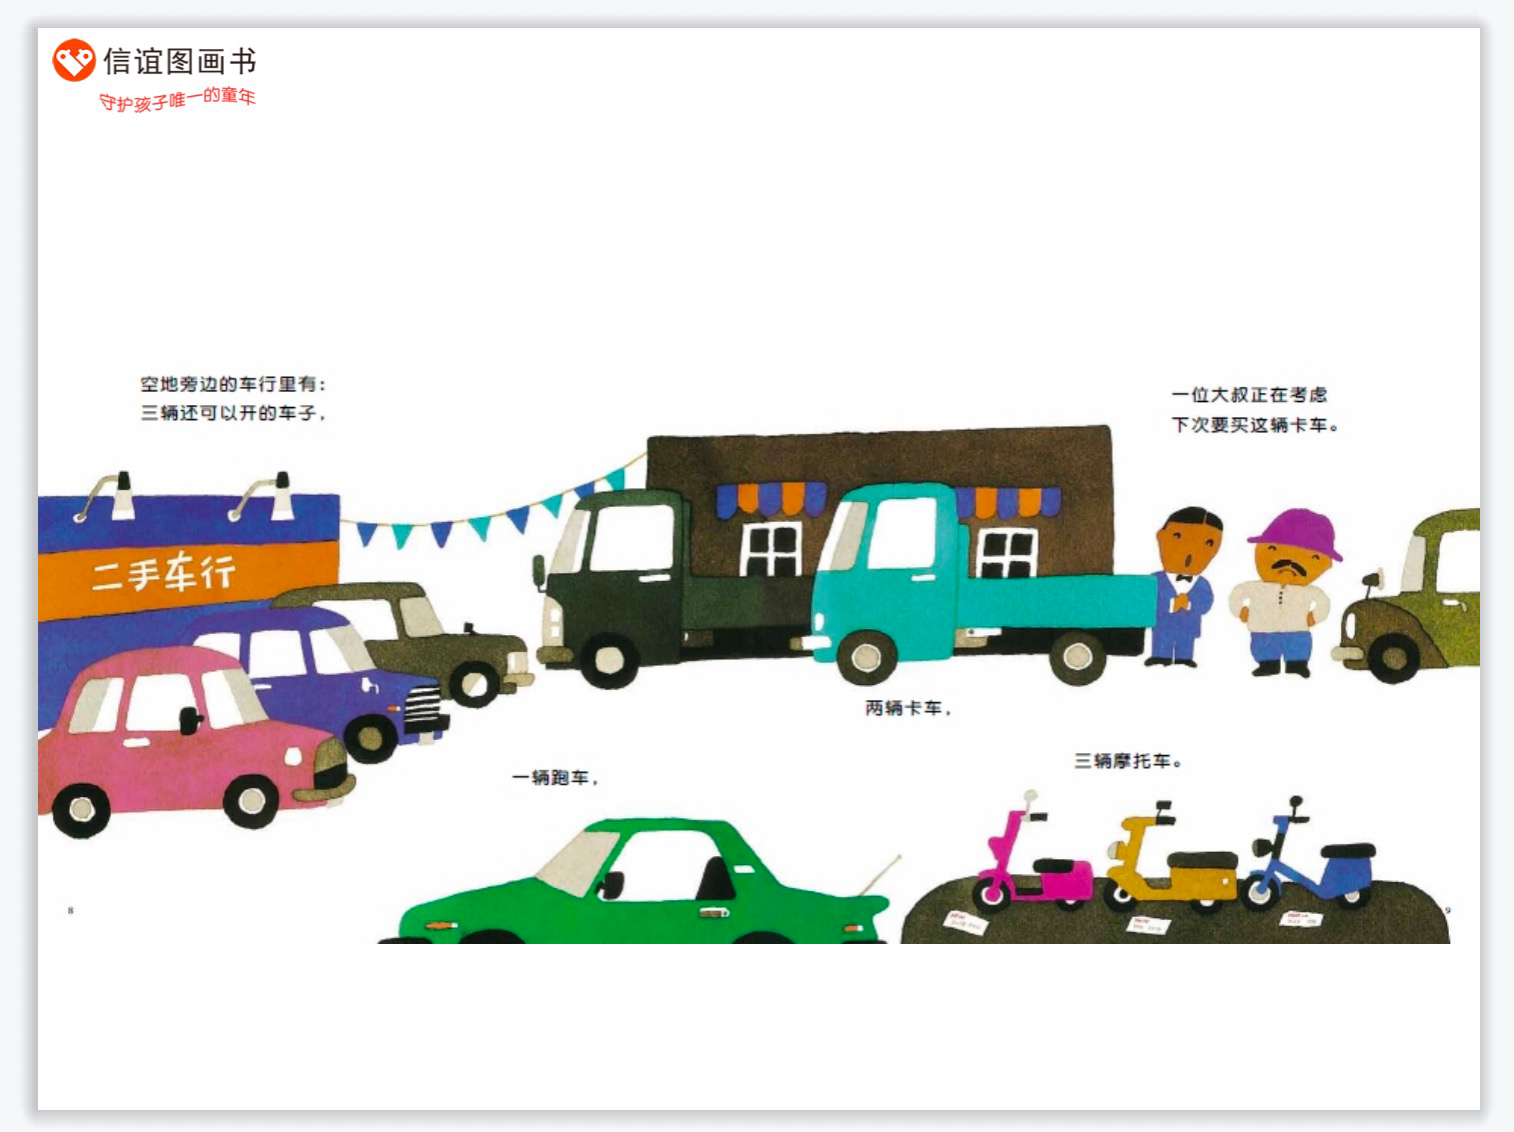 信谊图画书
守护孩子唯一的童年
空地旁边的车行里有：
三辆还可以开的车子，
一位大叔正在考虑
下次要买这辆卡车。
二手车行
两辆卡车，
三辆摩托车。
一辆跑车，
8
9